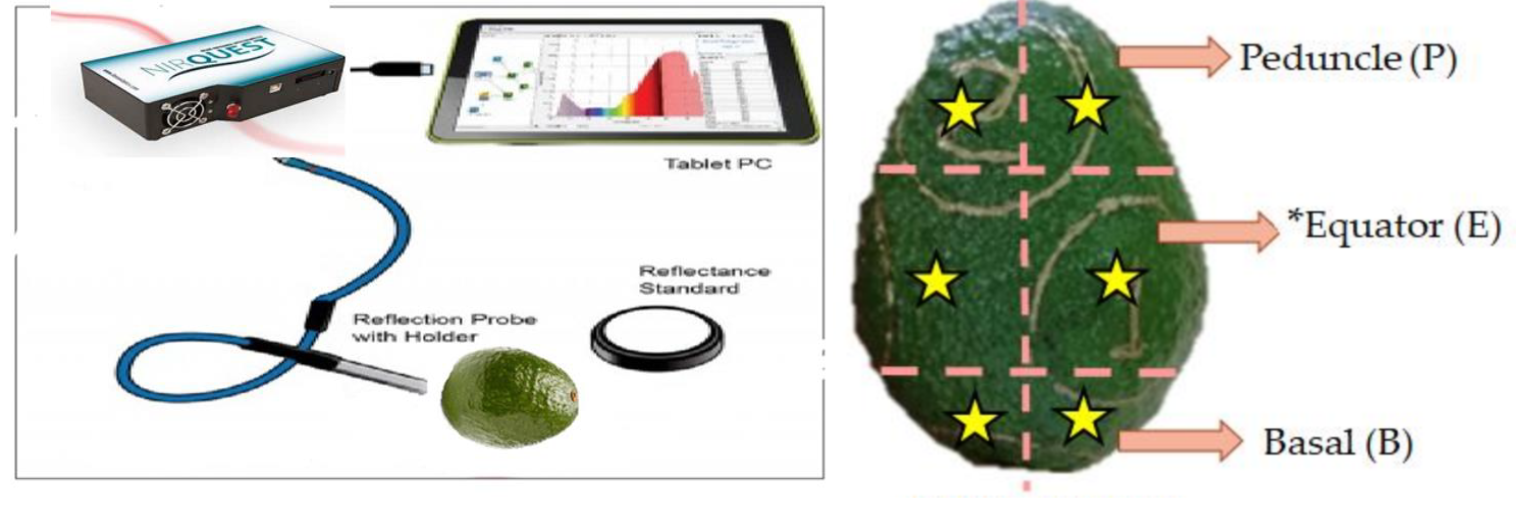 NIRQUEST
Tablet PC
Reflectance
Standard
Reflection Probe
with Holder
Peduncle (P)
*Equator (E)
Basal (B)